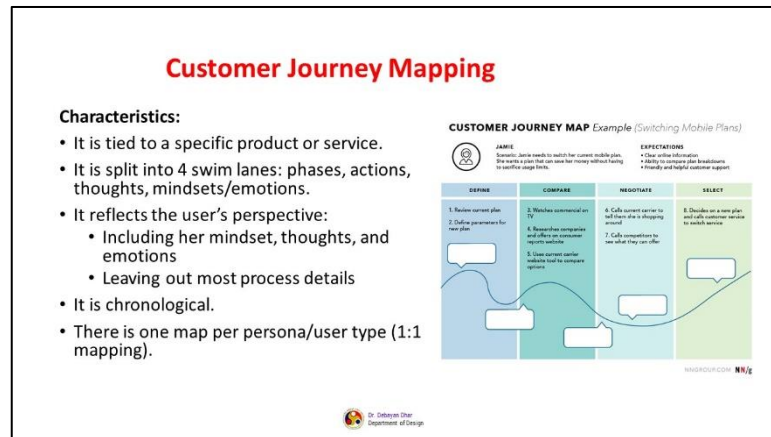 Customer Journey Mapping
Characteristics:
• It is tied to a specific product or service.
• It is split into 4 swim lanes: phases, actions,
thoughts, mindsets/emotions.
• It reflects the user's perspective:
• Including her mindset, thoughts, and
emotions
• Leaving out most process details
• It is chronological.
• There is one map per persona/user type (1:1
mapping).
CUSTOMER JOURNEY MAP Example (Switching Mobile Plans)
JAMIE
Scenario: Jamie needs to switch her current mobile plan.
She wants a plan that can save her money without having
to sacrifice usage limits.
EXPECTATIONS
• Clear online information
• Ability to compare plan breakdowns
• Friendly and helpful customer support
DEFINE
1. Review current plan
2. Define parameters for
new plan
COMPARE
3. Watches commercial on
TV
4. Researches companies
and offers on consumer
reports website
5. Uses current carrier
website tool to compare
options
NEGOTIATE
6. Calls current carrier to
tell them she is shopping
around
7. Calls competitors to
see what they can offer
SELECT
8. Decides on a new plan
and calls customer service
to switch service
NNGROUP.COM NN/g
Dr. Debayan Dhar
Department of Design